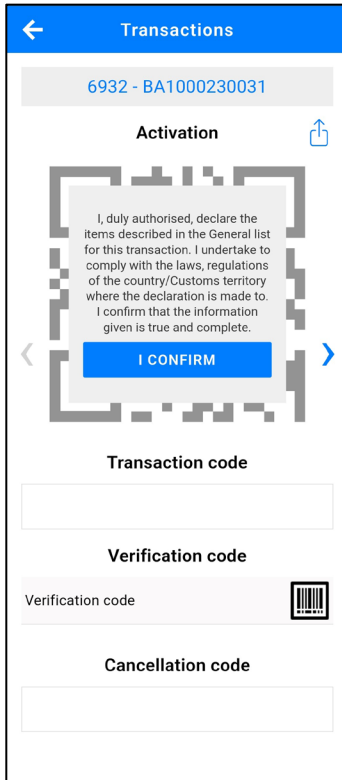 Transactions
6932 - BA1000230031
Activation
I, duly authorised, declare the
items described in the General list
for this transaction. I undertake to
comply with the laws, regulations
of the country/Customs territory
where the declaration is made to.
I confirm that the information
given is true and complete.
I CONFIRM
Transaction code
Verification code
Verification code
Cancellation code